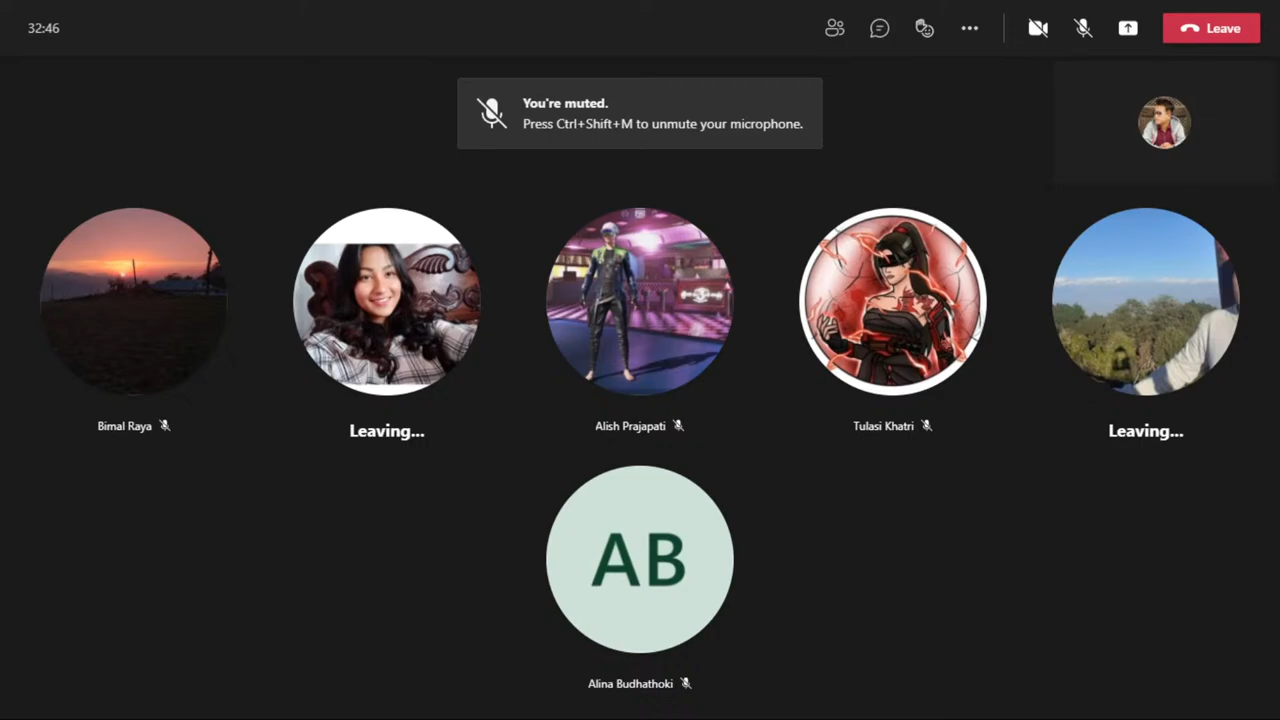 32:46
Leave
You're muted.
Press Ctrl+Shift+M to unmute your microphone.
Bimal Raya
Leaving...
Alish Prajapati
Tulasi Khatri
Leaving...
AB
Alina Budhathoki